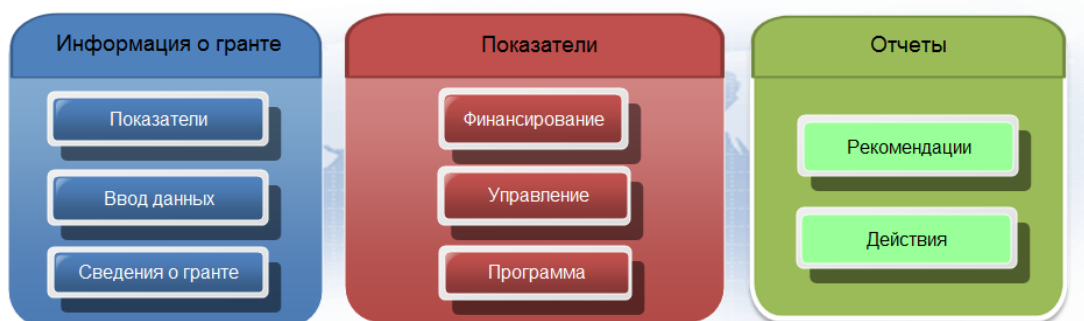 Информация о гранте
Показатели
Ввод данных
Сведения о гранте
Показатели
Финансирование
Управление
Программа
Отчеты
Рекомендации
Действия